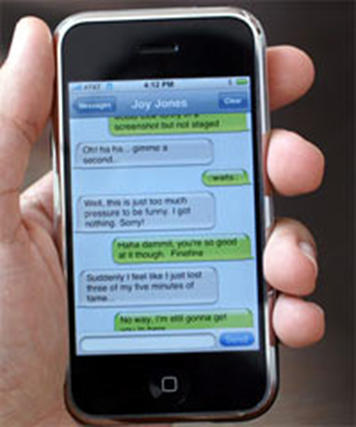 AT&T 4:12 PM
Messages Joy Jones Clear
screenshot but not staged
Oh! ha ha... gimme a
second...
Well, this is just too much
pressure to be funny. I got
nothing. Sorry!
Haha dammit, you're so good
at it though. Finefine
Suddenly I feel like I just lost
three of my five minutes of
fame...
No way, I'm still gonna get
you in here
Send